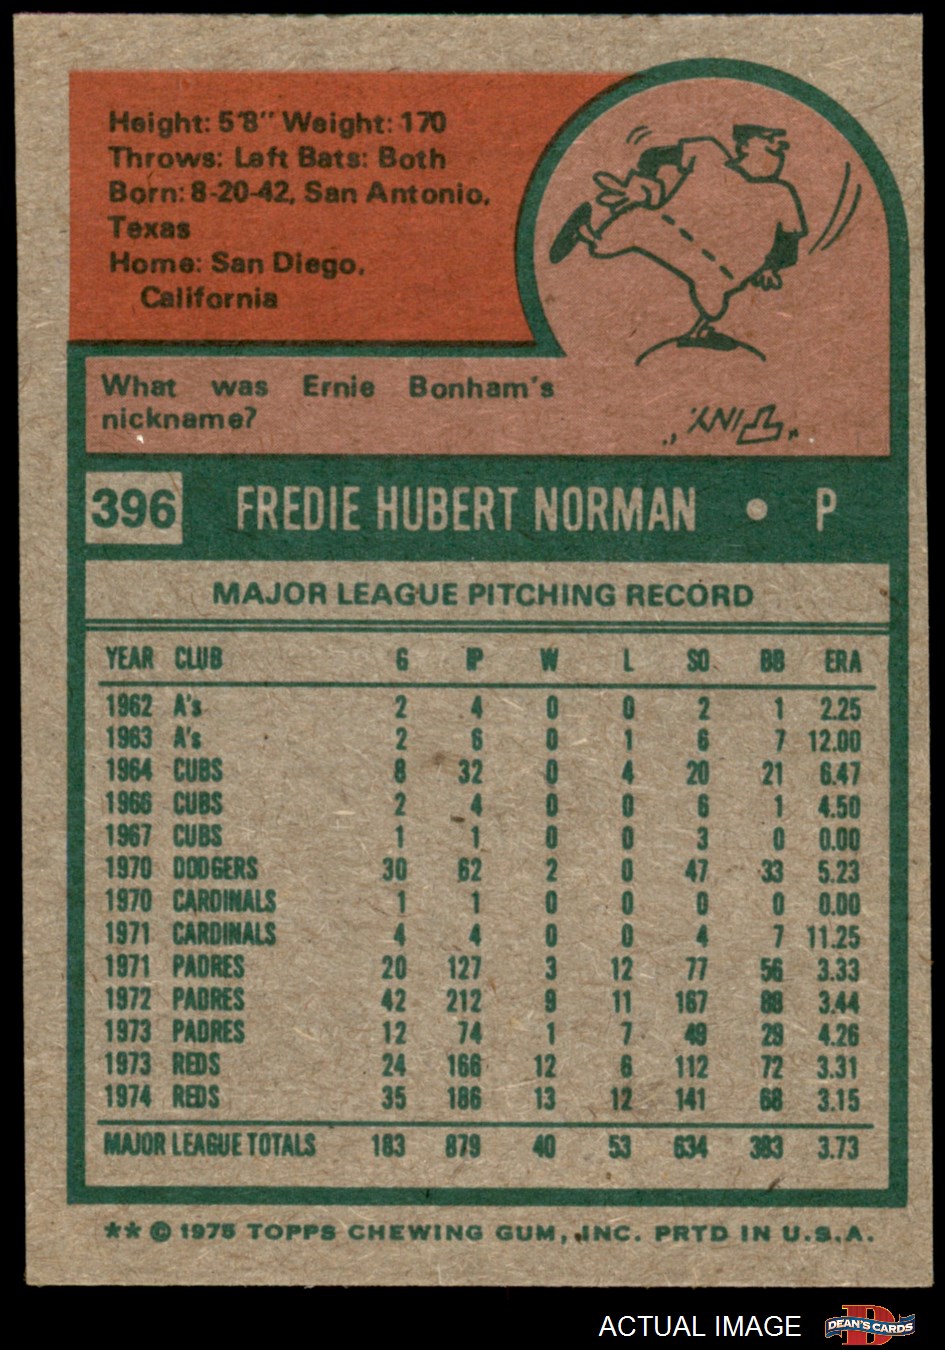 Height: 5'8" Weight: 170
Throws: Left Bats: Both
Born: 8-20-42, San Antonio,
Texas
Home: San Diego,
California
What was Ernie Bonham's
nickname?
"TINY."
396 FREDIE HUBERT NORMAN • P
MAJOR LEAGUE PITCHING RECORD
YEAR CLUB G IP W L SO BB ERA
1962 A's 2 4 0 0 2 1 2.25
1963 A's 2 6 0 1 6 7 12.00
1964 CUBS 8 32 0 4 20 21 6.47
1966 CUBS 2 4 0 0 6 1 4.50
1967 CUBS 1 1 0 0 3 0 0.00
1970 DODGERS 30 62 2 0 47 33 5.23
1970 CARDINALS 1 1 0 0 0 0 0.00
1971 CARDINALS 4 4 0 0 4 7 11.25
1971 PADRES 20 127 3 12 77 56 3.33
1972 PADRES 42 212 9 11 167 88 3.44
1973 PADRES 12 74 1 7 49 29 4.26
1973 REDS 24 166 12 6 112 72 3.31
1974 REDS 35 186 13 12 141 68 3.15
MAJOR LEAGUE TOTALS 183 879 40 53 634 383 3.73
** © 1975 TOPPS CHEWING GUM, INC. PRTD IN U.S.A.
ACTUAL IMAGE DEAN'S CARDS